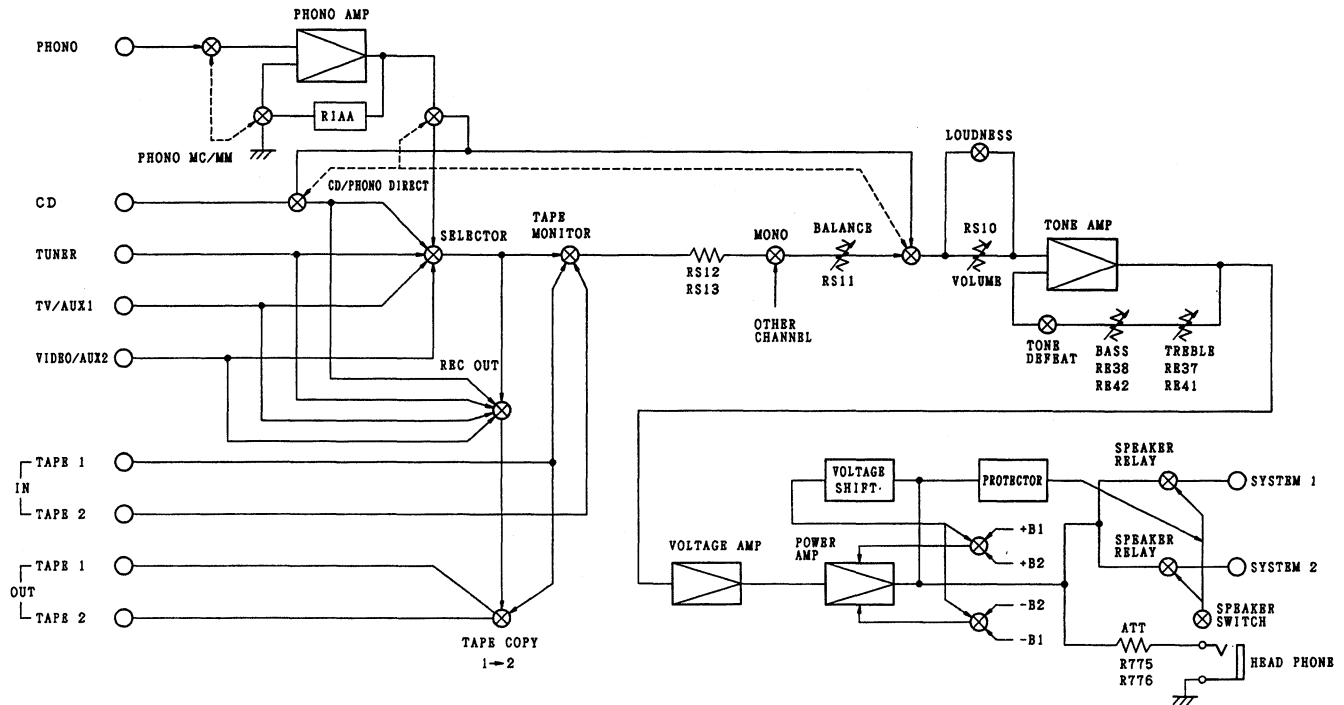 PHONO AMP
PHONO
RIAA
PHONO MC/MM
LOUDNESS
CD/PHONO DIRECT
CD
SELECTOR
TAPE
MONITOR
MONO
BALANCE
RS10
TONE AMP
TUNER
RS12
RS13
RS11
VOLUME
TV/AUX1
OTHER
CHANNEL
TONE
DEFEAT
BASS
RE38
RE42
TREBLE
RE37
RE41
VIDEO/AUX2
REC OUT
TAPE 1
IN
TAPE 2
TAPE 1
OUT
TAPE 2
TAPE COPY
1→2
VOLTAGE
SHIFT
PROTECTOR
SPEAKER
RELAY
SYSTEM 1
+B1
+B2
VOLTAGE AMP
POWER
AMP
SPEAKER
RELAY
SYSTEM 2
-B2
-B1
SPEAKER
SWITCH
ATT
R775
R776
HEAD PHONE